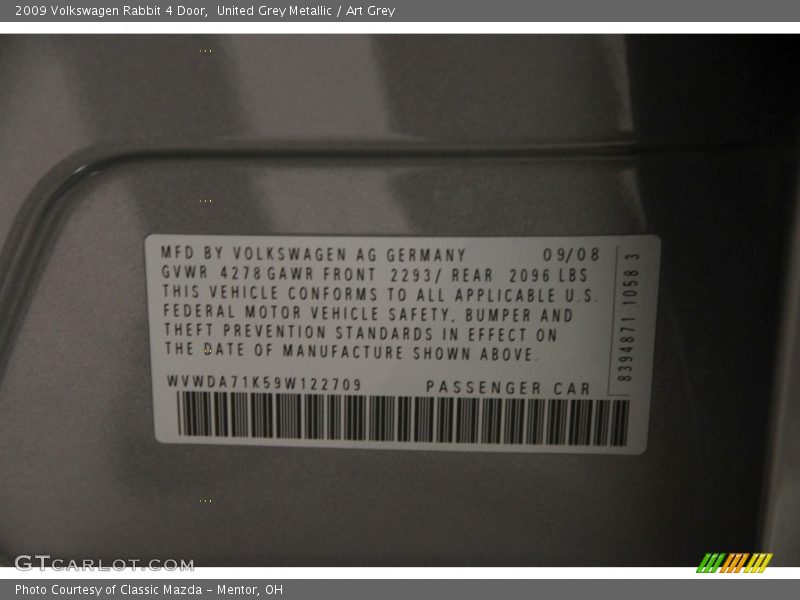 2009 Volkswagen Rabbit 4 Door, United Grey Metallic / Art Grey
MFD BY VOLKSWAGEN AG GERMANY 09/08
GVWR 4278 GAWR FRONT 2293/ REAR 2096 LBS
THIS VEHICLE CONFORMS TO ALL APPLICABLE U.S.
FEDERAL MOTOR VEHICLE SAFETY, BUMPER AND
THEFT PREVENTION STANDARDS IN EFFECT ON
THE DATE OF MANUFACTURE SHOWN ABOVE.
WVWDA71K59W122709 PASSENGER CAR
8394871 1058 3
GTCARLOT.COM
Photo Courtesy of Classic Mazda - Mentor, OH